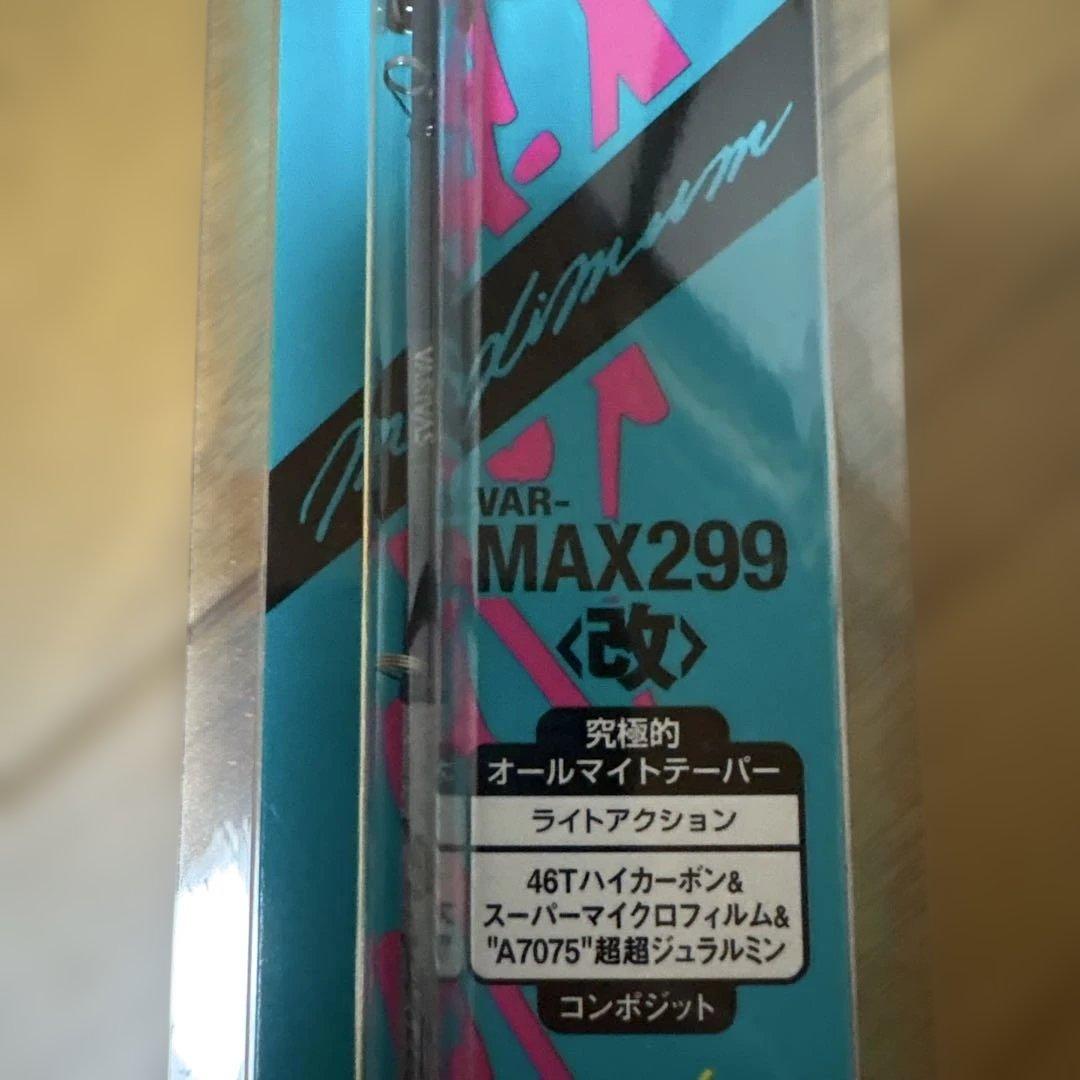 VARIVAS
VAR-
MAX299
〈改〉
究極的
オールマイトテーパー
ライトアクション
46Tハイカーボン&
スーパーマイクロフィルム&
"A7075"超超ジュラルミン
コンポジット